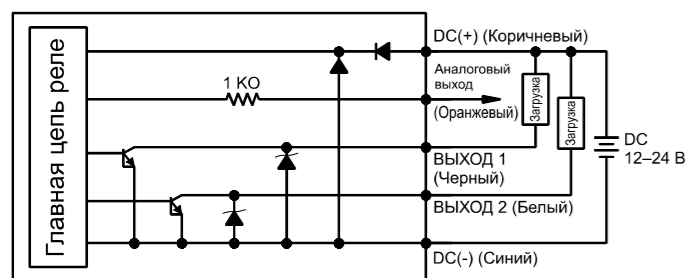 Главная цепь реле
1 KO
DC(+) (Коричневый)
Аналоговый
выход
(Оранжевый)
Загрузка
Загрузка
DC
12–24 В
ВЫХОД 1
(Черный)
ВЫХОД 2 (Белый)
DC(-) (Синий)